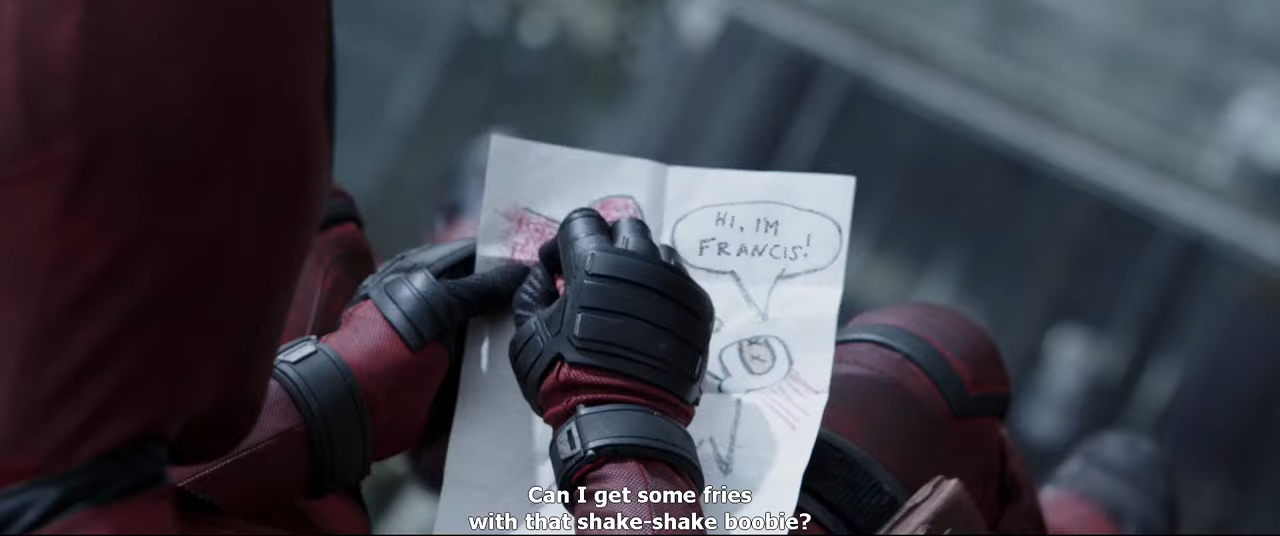 HI, I'M
FRANCIS!
Can I get some fries
with that shake-shake boobie?